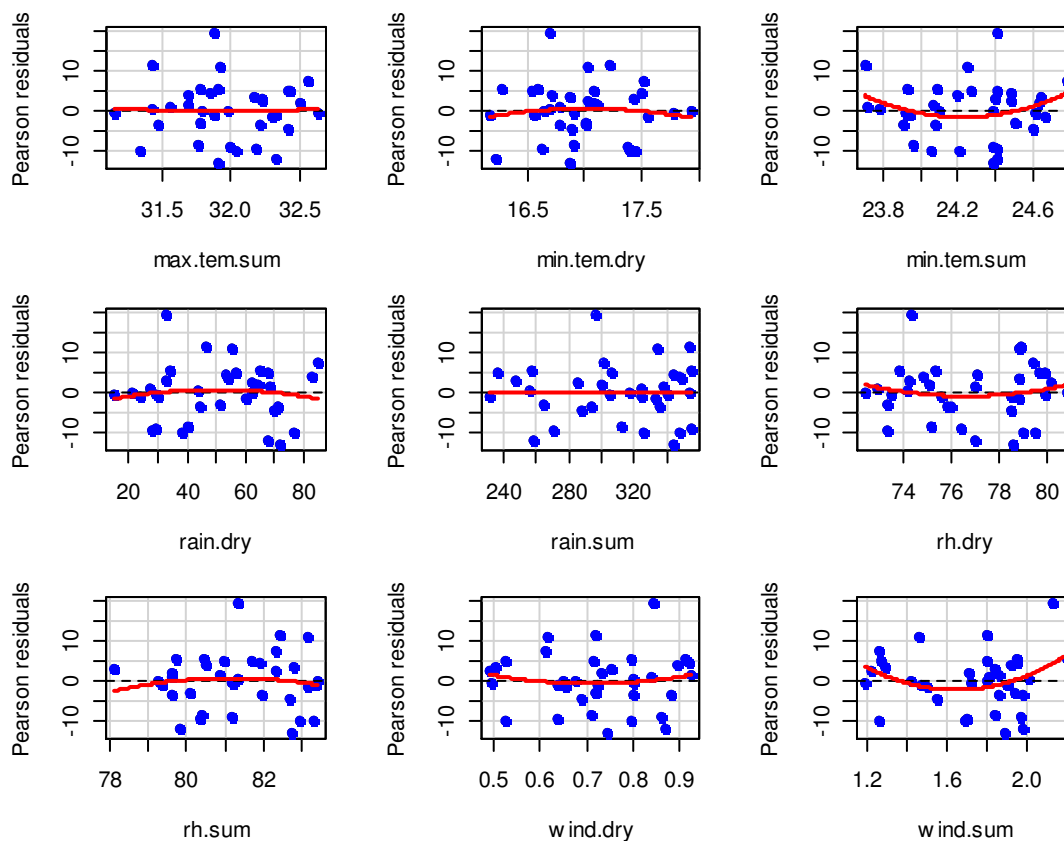 Pearson residuals
-10 0 10
31.5 32.0 32.5
max.tem.sum
Pearson residuals
-10 0 10
16.5 17.5
min.tem.dry
Pearson residuals
-10 0 10
23.8 24.2 24.6
min.tem.sum
Pearson residuals
-10 0 10
20 40 60 80
rain.dry
Pearson residuals
-10 0 10
240 280 320
rain.sum
Pearson residuals
-10 0 10
74 76 78 80
rh.dry
Pearson residuals
-10 0 10
78 80 82
rh.sum
Pearson residuals
-10 0 10
0.5 0.6 0.7 0.8 0.9
wind.dry
Pearson residuals
-10 0 10
1.2 1.6 2.0
wind.sum